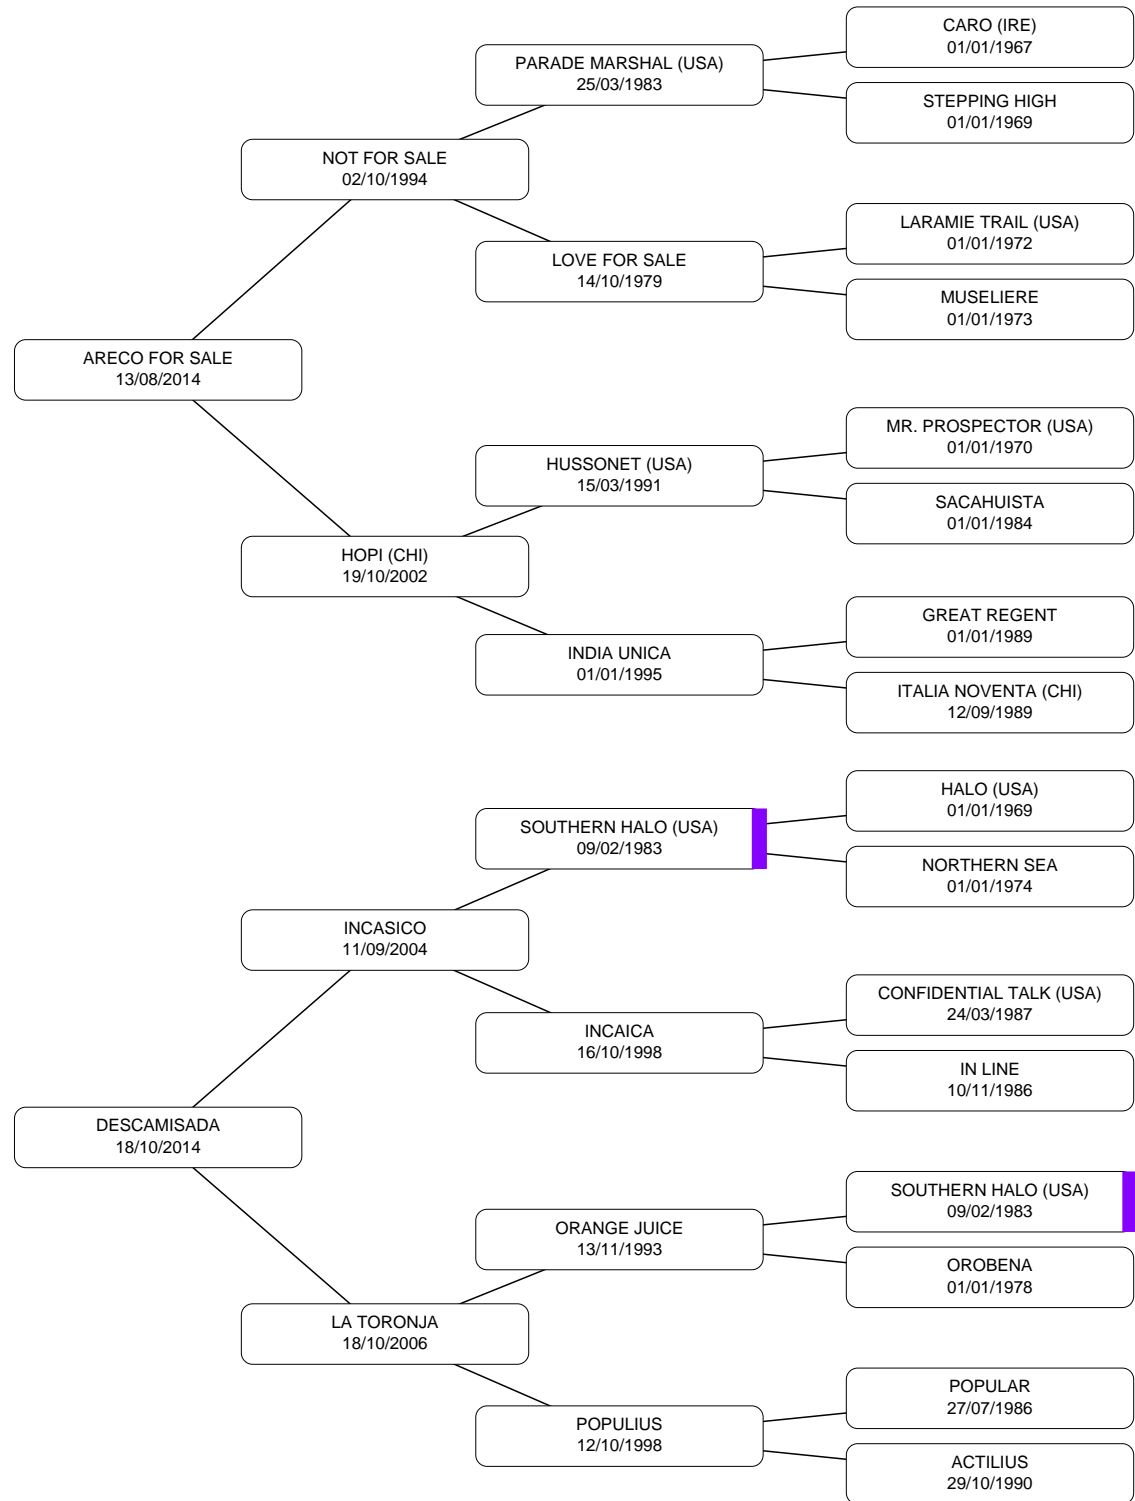 CARO (IRE)
01/01/1967
PARADE MARSHAL (USA)
25/03/1983
STEPPING HIGH
01/01/1969
NOT FOR SALE
02/10/1994
LARAMIE TRAIL (USA)
01/01/1972
LOVE FOR SALE
14/10/1979
MUSELIERE
01/01/1973
ARECO FOR SALE
13/08/2014
MR. PROSPECTOR (USA)
01/01/1970
HUSSONET (USA)
15/03/1991
SACAHUISTA
01/01/1984
HOPI (CHI)
19/10/2002
GREAT REGENT
01/01/1989
INDIA UNICA
01/01/1995
ITALIA NOVENTA (CHI)
12/09/1989
HALO (USA)
01/01/1969
SOUTHERN HALO (USA)
09/02/1983
NORTHERN SEA
01/01/1974
INCASICO
11/09/2004
CONFIDENTIAL TALK (USA)
24/03/1987
INCAICA
16/10/1998
IN LINE
10/11/1986
DESCAMISADA
18/10/2014
SOUTHERN HALO (USA)
09/02/1983
ORANGE JUICE
13/11/1993
OROBENA
01/01/1978
LA TORONJA
18/10/2006
POPULAR
27/07/1986
POPULIUS
12/10/1998
ACTILIUS
29/10/1990